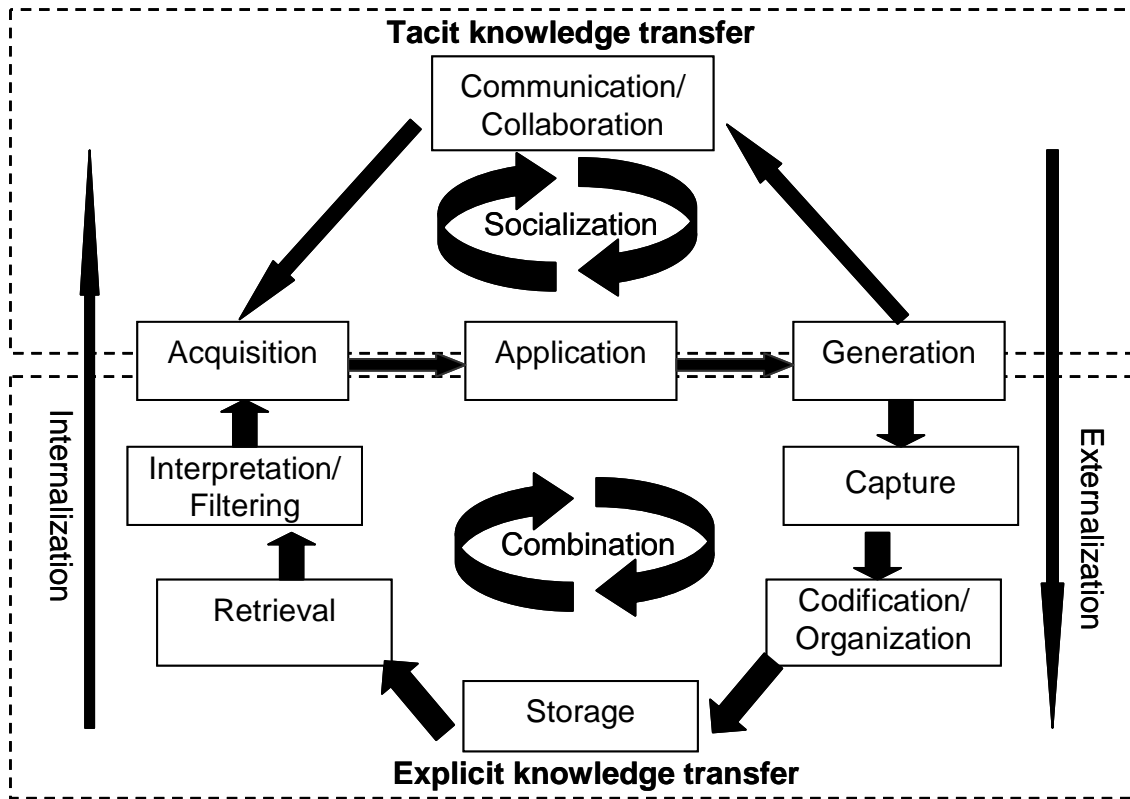 Tacit knowledge transfer
Communication/
Collaboration
Socialization
Acquisition
Application
Generation
Internalization
Externalization
Interpretation/
Filtering
Capture
Combination
Retrieval
Codification/
Organization
Storage
Explicit knowledge transfer